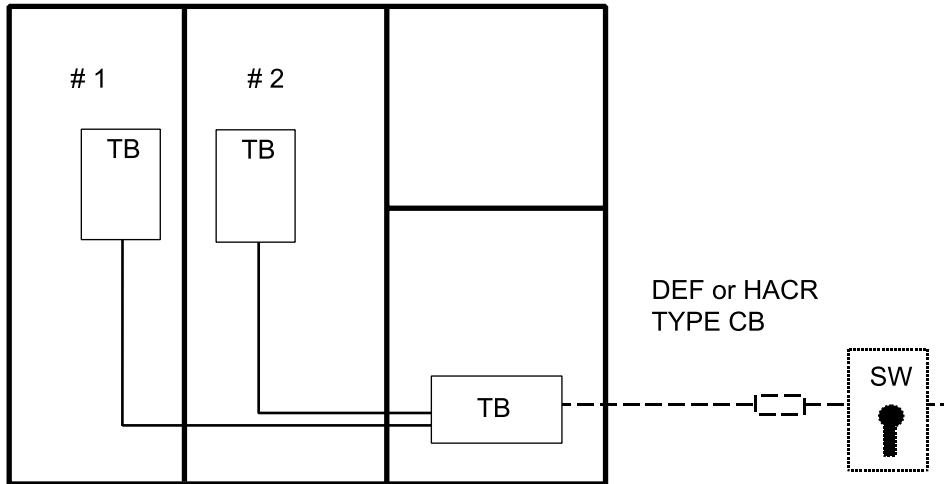 # 1
# 2
TB
TB
DEF or HACR
TYPE CB
SW
TB